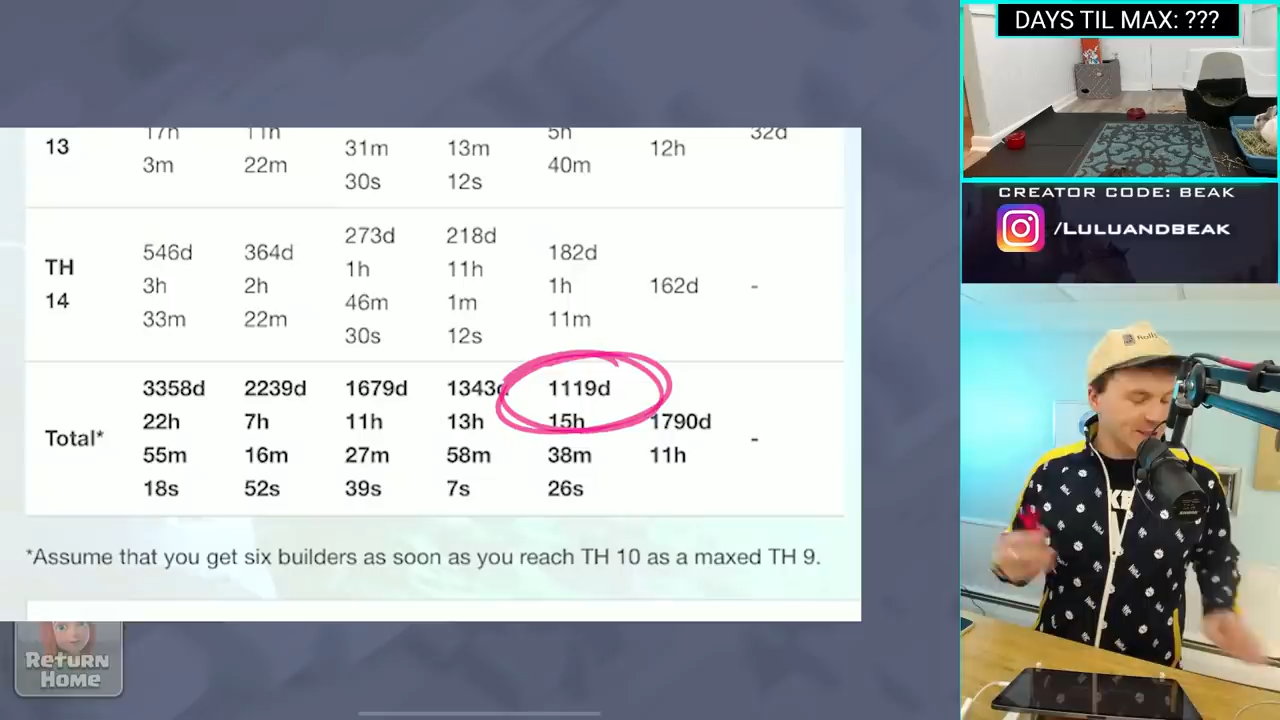 DAYS TIL MAX: ???
CREATOR CODE: BEAK
/LULUANDBEAK
13
17h
3m
11h
22m
31m
30s
13m
12s
5h
40m
12h
32d
TH
14
546d
3h
33m
364d
2h
22m
273d
1h
46m
30s
218d
11h
1m
12s
182d
1h
11m
162d
-
Total*
3358d
22h
55m
18s
2239d
7h
16m
52s
1679d
11h
27m
39s
1343d
13h
58m
7s
1119d
15h
38m
26s
1790d
11h
-
*Assume that you get six builders as soon as you reach TH 10 as a maxed TH 9.
Return
Home